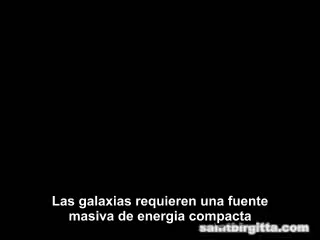 Las galaxias requieren una fuente
masiva de energia compacta
saintbirgitta.com